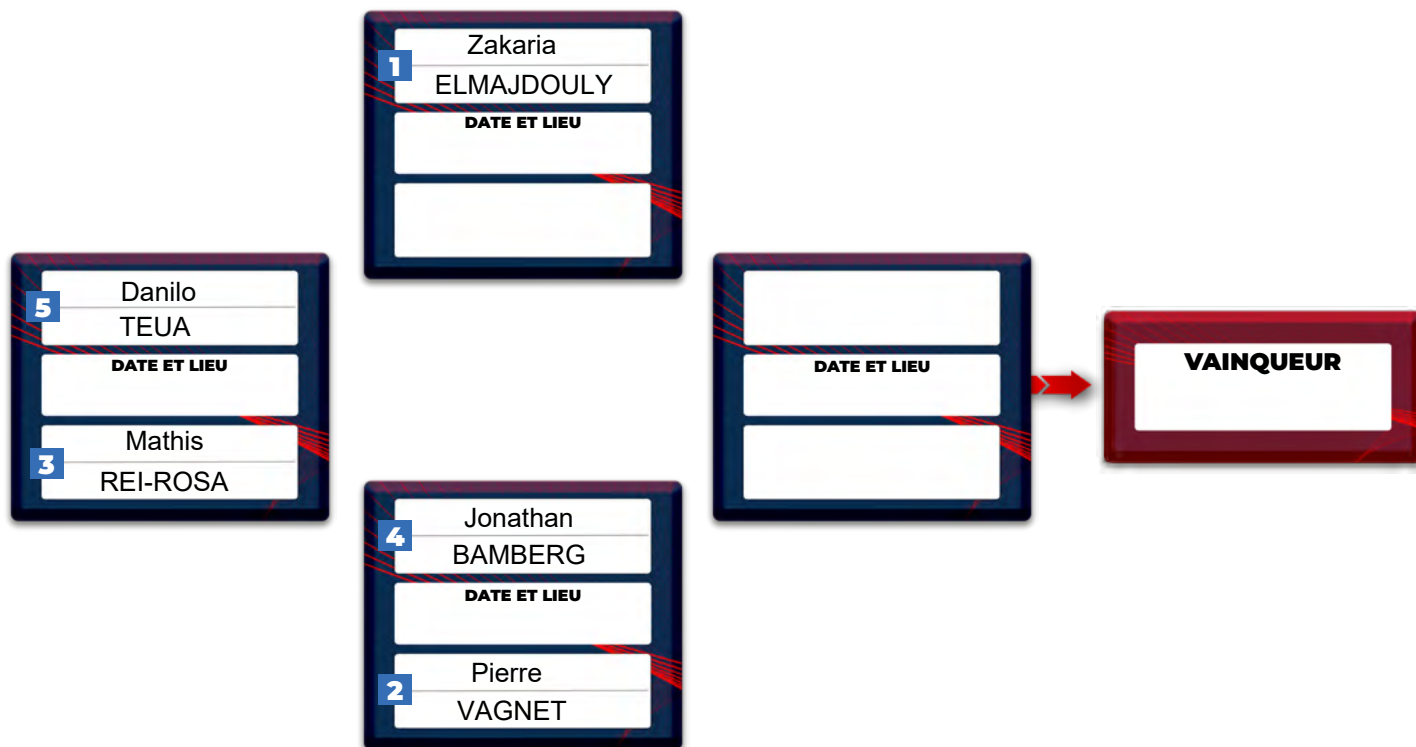 1
Zakaria
ELMAJDOULY
DATE ET LIEU
5
Danilo
TEUA
DATE ET LIEU
3
Mathis
REI-ROSA
4
Jonathan
BAMBERG
DATE ET LIEU
2
Pierre
VAGNET
DATE ET LIEU
VAINQUEUR